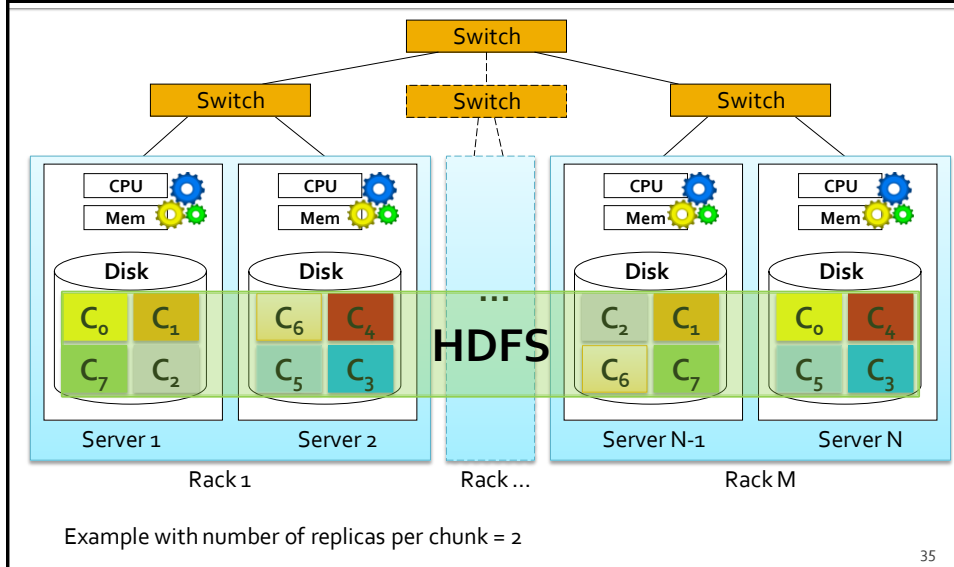 Switch
Switch
Switch
Switch
CPU
Mem
CPU
Mem
CPU
Mem
CPU
Mem
Disk
Disk
Disk
Disk
...
C₀ C₁
C₆ C₄
C₂ C₁
C₀ C₄
HDFS
C₇ C₂
C₅ C₃
C₆ C₇
C₅ C₃
Server 1
Server 2
Server N-1
Server N
Rack 1
Rack ...
Rack M
Example with number of replicas per chunk = 2
35